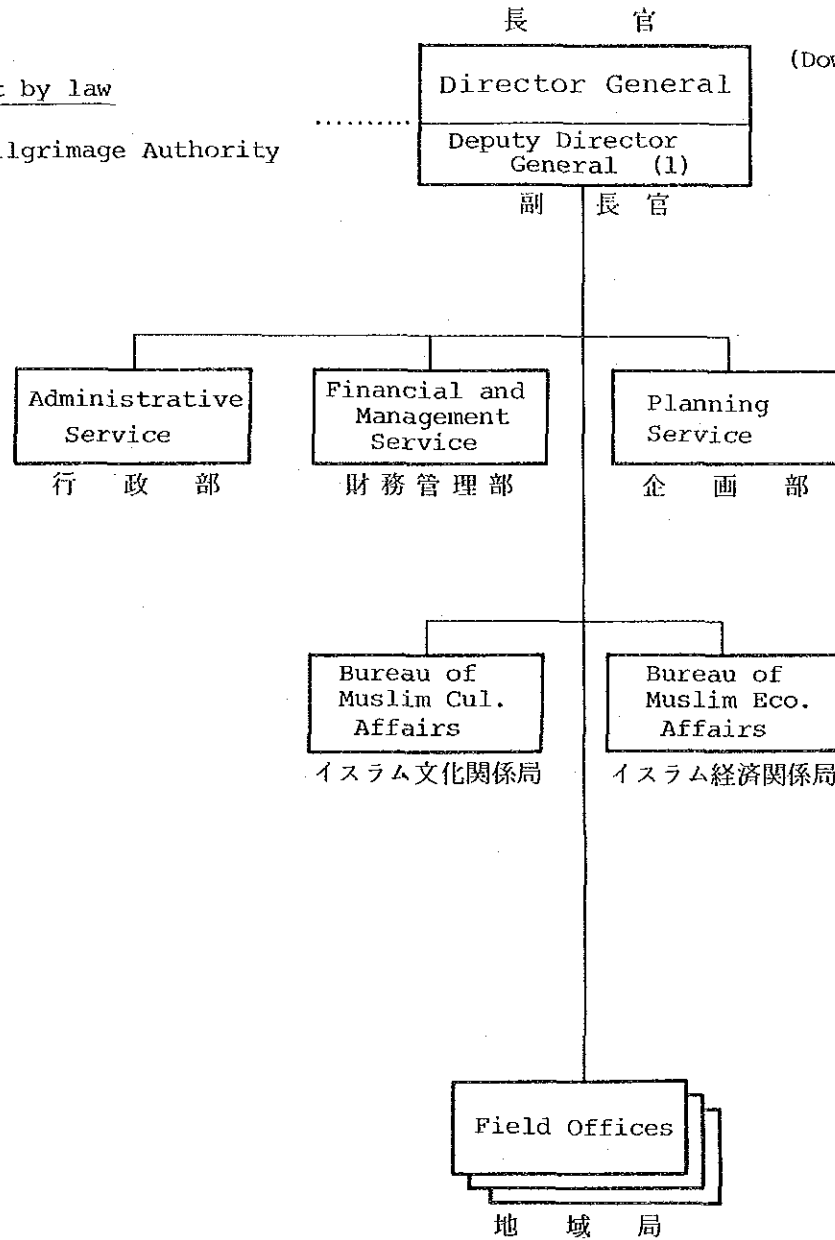 長 官
(Dow
Director General
t by law
..........
ilgrimage Authority
Deputy Director
General (1)
副 長 官
Administrative
Service
行 政 部
Financial and
Management
Service
財務管理部
Planning
Service
企 画 部
Bureau of
Muslim Cul.
Affairs
イスラム文化関係局
Bureau of
Muslim Eco.
Affairs
イスラム経済関係局
Field Offices
地 域 局